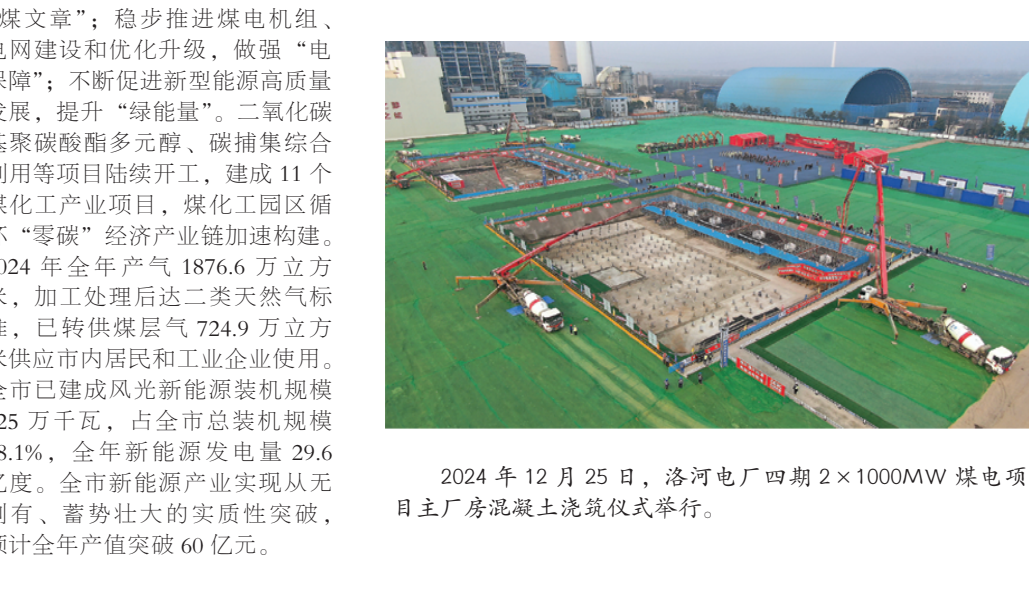 煤文章”；稳步推进煤电机组、
电网建设和优化升级，做强“电
保障”；不断促进新型能源高质量
发展，提升“绿能量”。二氧化碳
基聚碳酸酯多元醇、碳捕集综合
利用等项目陆续开工，建成 11 个
煤化工产业项目，煤化工园区循
环“零碳”经济产业链加速构建。
024 年全年产气 1876.6 万立方
米，加工处理后达二类天然气标
准，已转供煤层气 724.9 万立方
米供应市内居民和工业企业使用。
全市已建成风光新能源装机规模
25 万千瓦，占全市总装机规模
8.1%，全年新能源发电量 29.6
亿度。全市新能源产业实现从无
到有、蓄势壮大的实质性突破，
预计全年产值突破 60 亿元。
2024 年 12 月 25 日，洛河电厂四期 2×1000MW 煤电项
目主厂房混凝土浇筑仪式举行。